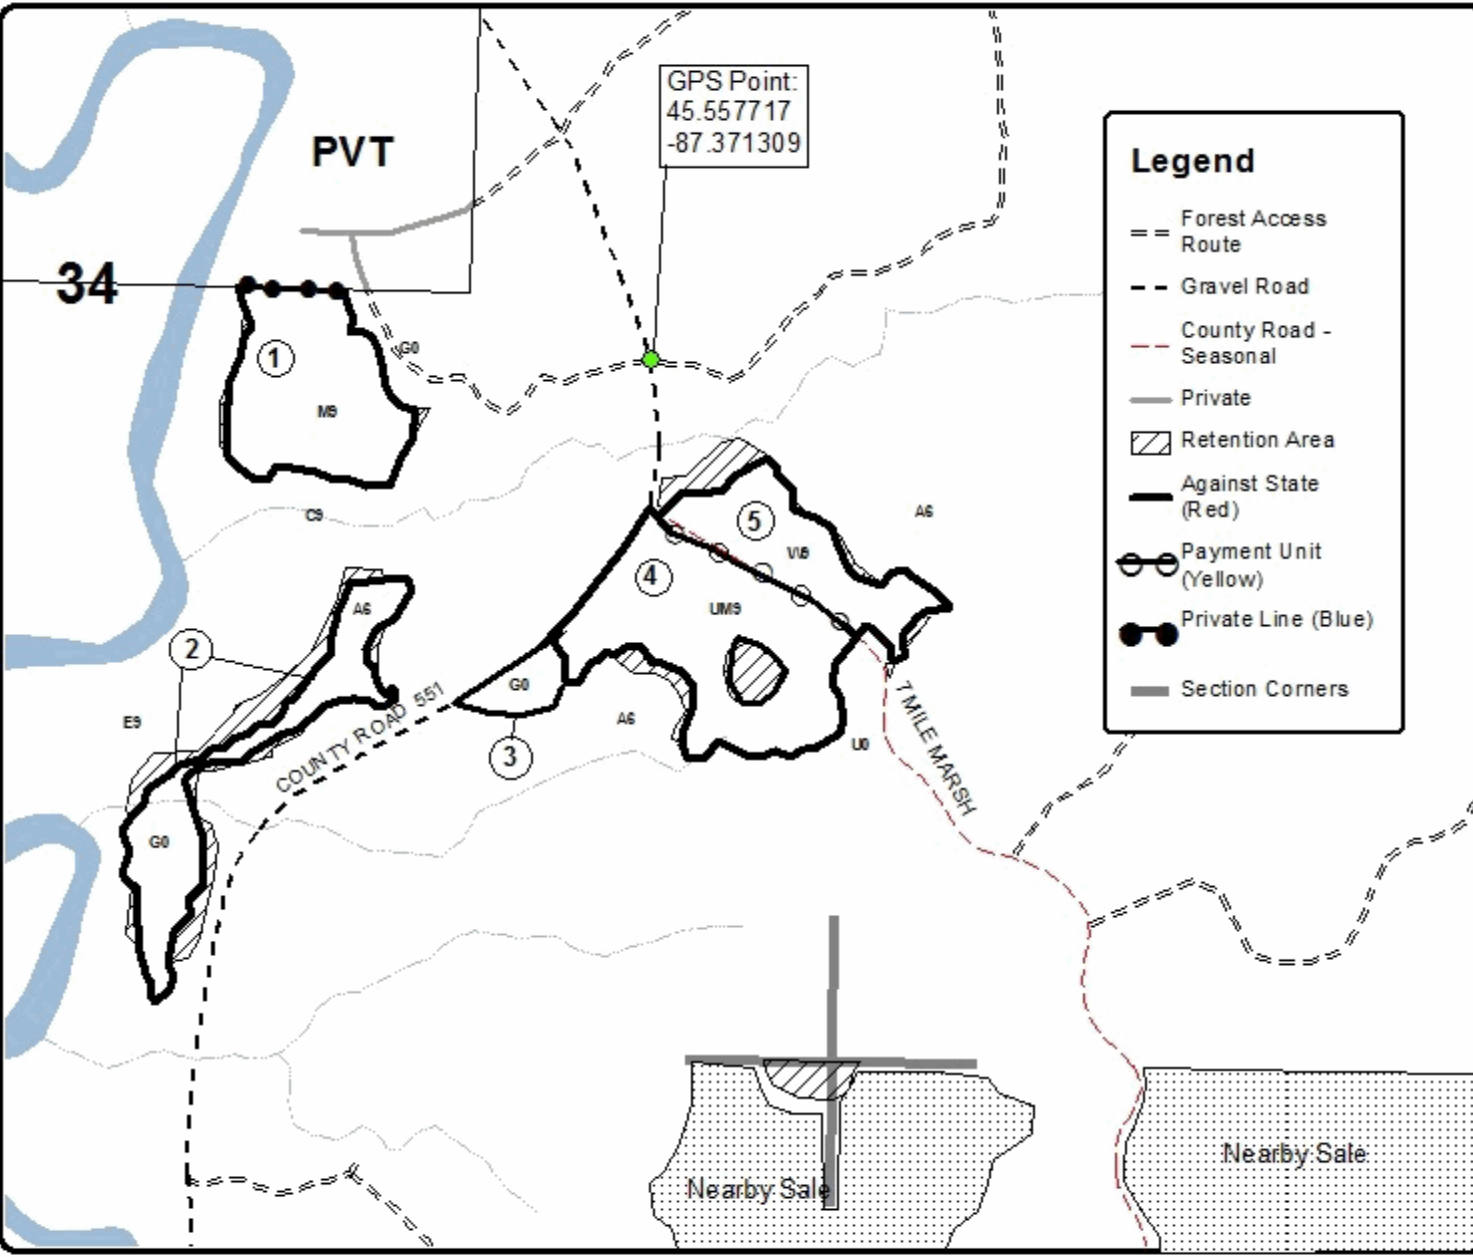 GPS Point:
45.557717
-87.371309
PVT
34
1
G0
M9
C9
5
A6
W9
4
UM9
A6
2
G0
E9
COUNTY ROAD 551
A6
3
U0
7 MILE MARSH
G0
Nearby Sale
Nearby Sale
Legend
Forest Access
Route
Gravel Road
County Road -
Seasonal
Private
Retention Area
Against State
(Red)
Payment Unit
(Yellow)
Private Line (Blue)
Section Corners